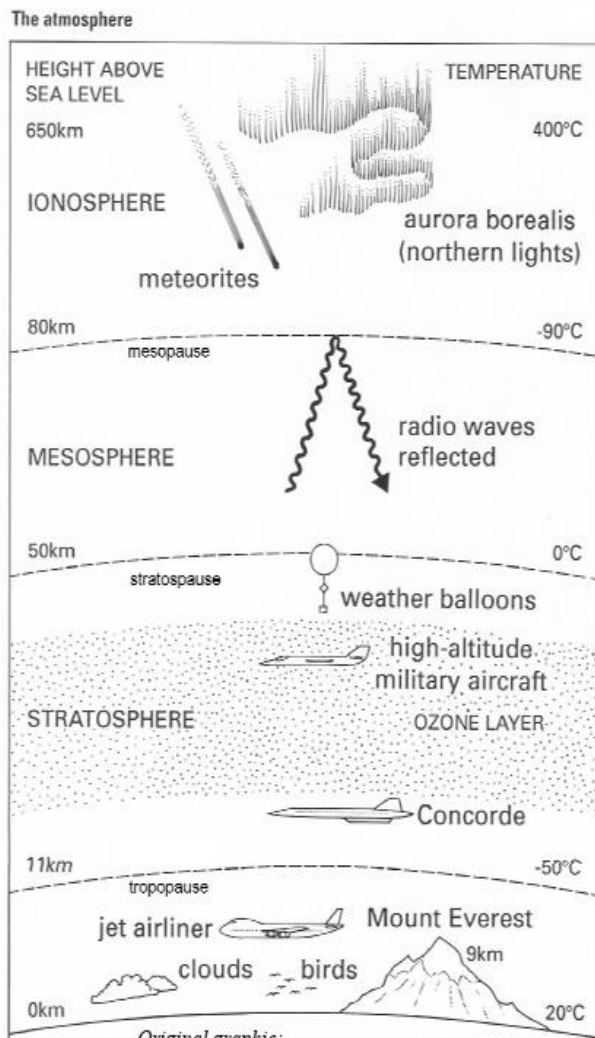 The atmosphere
HEIGHT ABOVE
SEA LEVEL
TEMPERATURE
650km
400°C
IONOSPHERE
aurora borealis
(northern lights)
meteorites
80km
-90°C
mesopause
radio waves
reflected
MESOSPHERE
50km
0°C
stratospause
weather balloons
high-altitude
military aircraft
STRATOSPHERE
OZONE LAYER
Concorde
11km
-50°C
tropopause
jet airliner
Mount Everest
9km
clouds
birds
0km
20°C
Original graphic: